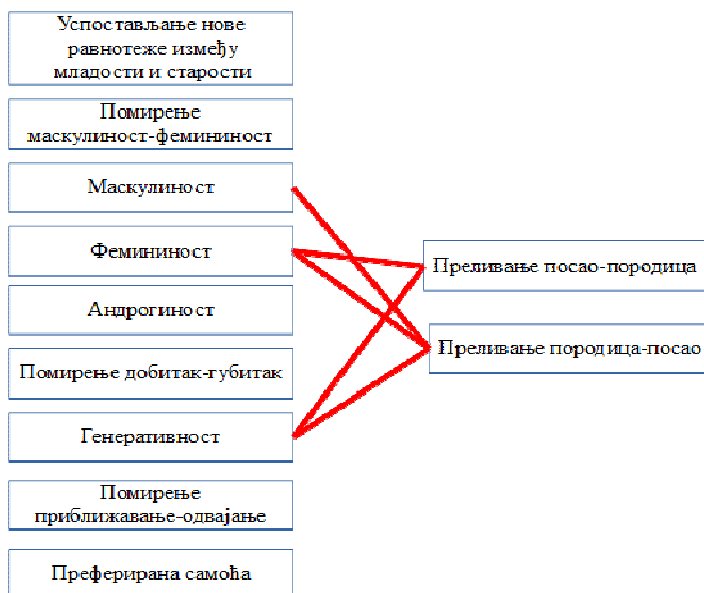 Успостављање нове
равнотеже између
младости и старости
Помирење
маскулиност-фемининост
Маскулиност
Фемининост
Андрогиност
Помирење добитак-губитак
Генеративност
Помирење
приближавање-одвајање
Преферирана самоћа
Преливање посао-породица
Преливање породица-посао